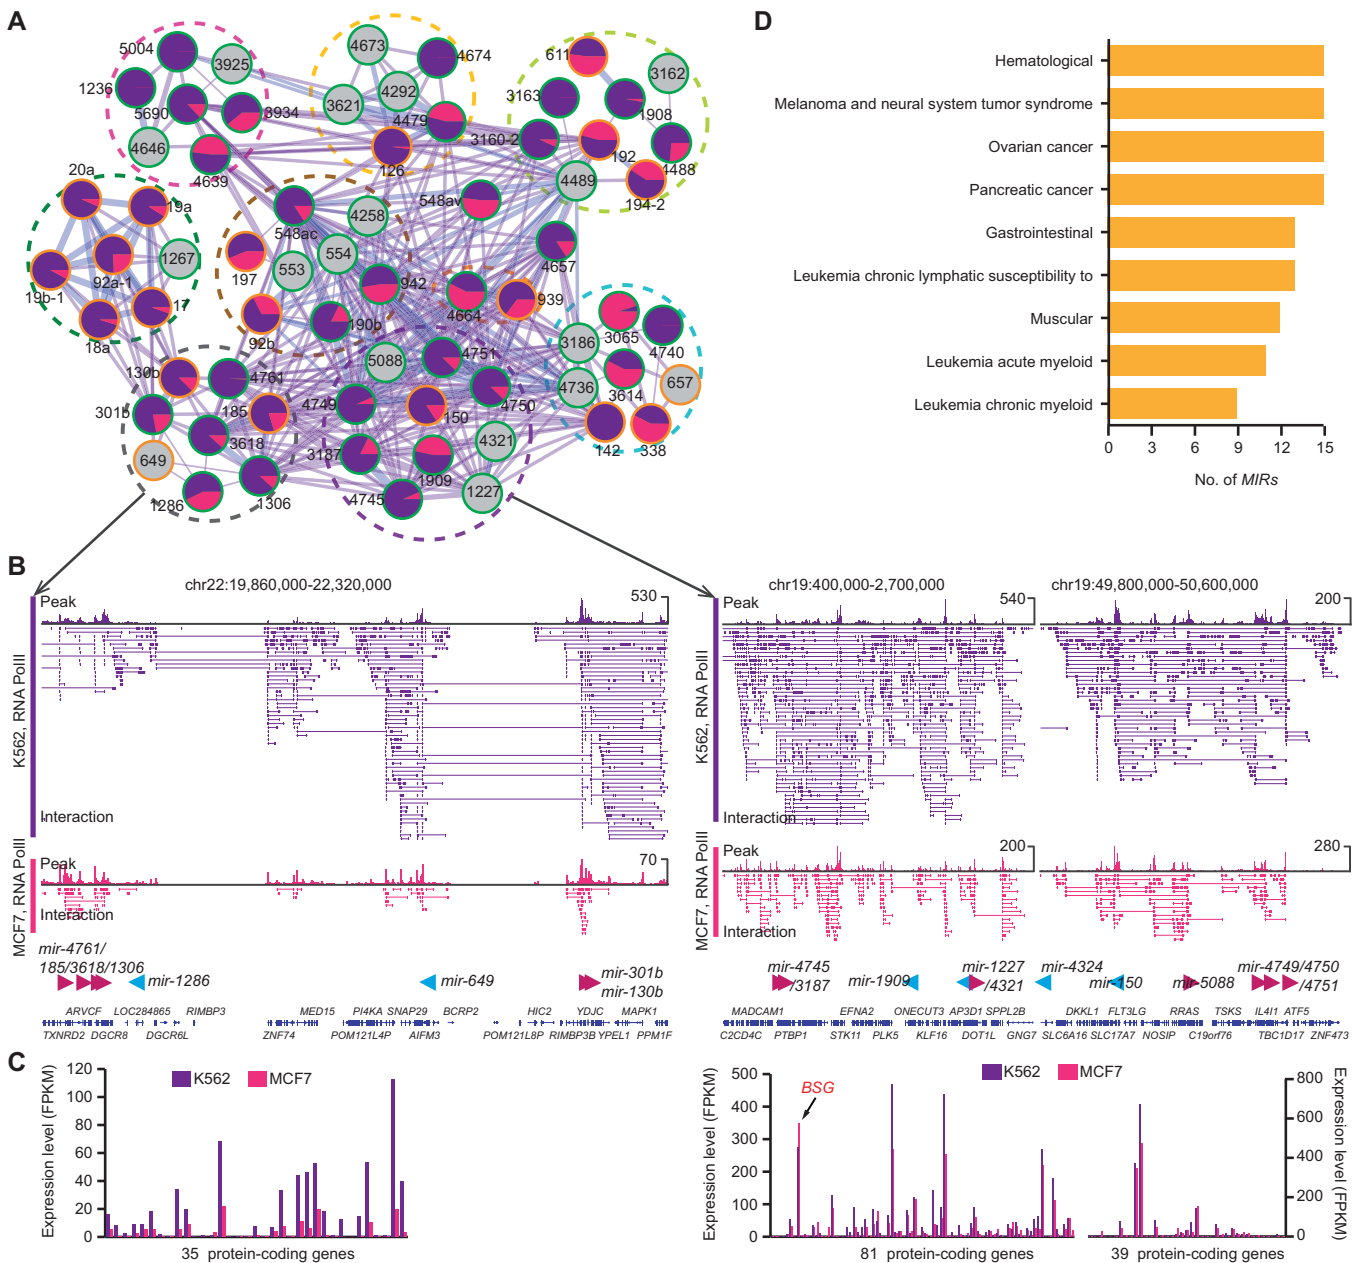 A
5004
3925
1236
5690
3934
4646
4639
4673
4674
4292
3621
4479
126
611
3162
3163
1908
3160-2
192
4488
4489
194-2
20a
19a
1267
92a-1
19b-1
17
18a
548ac
4258
554
553
197
942
190b
92b
548av
4657
4664
939
3186
3065
4740
4736
3614
657
142
338
130b
4761
301b
185
3618
649
1286
1306
5088
4751
4749
150
4750
3187
4321
1909
4745
1227
D
Hematological
Melanoma and neural system tumor syndrome
Ovarian cancer
Pancreatic cancer
Gastrointestinal
Leukemia chronic lymphatic susceptibility to
Muscular
Leukemia acute myeloid
Leukemia chronic myeloid
0 3 6 9 12 15
No. of MIRs
B
chr22:19,860,000-22,320,000
Peak
530
K562, RNA PolII
Interaction
Peak
70
MCF7, RNA PolII
Interaction
mir-4761/
185/3618/1306
mir-1286
mir-649
mir-301b
mir-130b
ARVCF LOC284865 RIMBP3 MED15 PI4KA SNAP29 BCRP2 HIC2 YDJC MAPK1
TXNRD2 DGCR8 DGCR6L ZNF74 POM121L4P AIFM3 POM121L8P RIMBP3B YPEL1 PPM1F
chr19:400,000-2,700,000
chr19:49,800,000-50,600,000
Peak
540
200
K562, RNA PolII
Interaction
Peak
200
280
MCF7, RNA PolII
Interaction
mir-4745
/3187
mir-1909
mir-1227
/4321
mir-4324
mir-150
mir-5088
mir-4749/4750
/4751
MADCAM1 EFNA2 ONECUT3 AP3D1 SPPL2B DKKL1 FLT3LG RRAS TSKS IL4I1 ATF5
C2CD4C PTBP1 STK11 PLK5 KLF16 DOT1L GNG7 SLC6A16 SLC17A7 NOSIP C19orf76 TBC1D17 ZNF473
C
Expression level (FPKM)
120
100
80
60
40
20
0
K562 MCF7
35 protein-coding genes
Expression level (FPKM)
500
400
300
200
100
0
BSG
K562 MCF7
800
600
400
200
0
Expression level (FPKM)
81 protein-coding genes
39 protein-coding genes